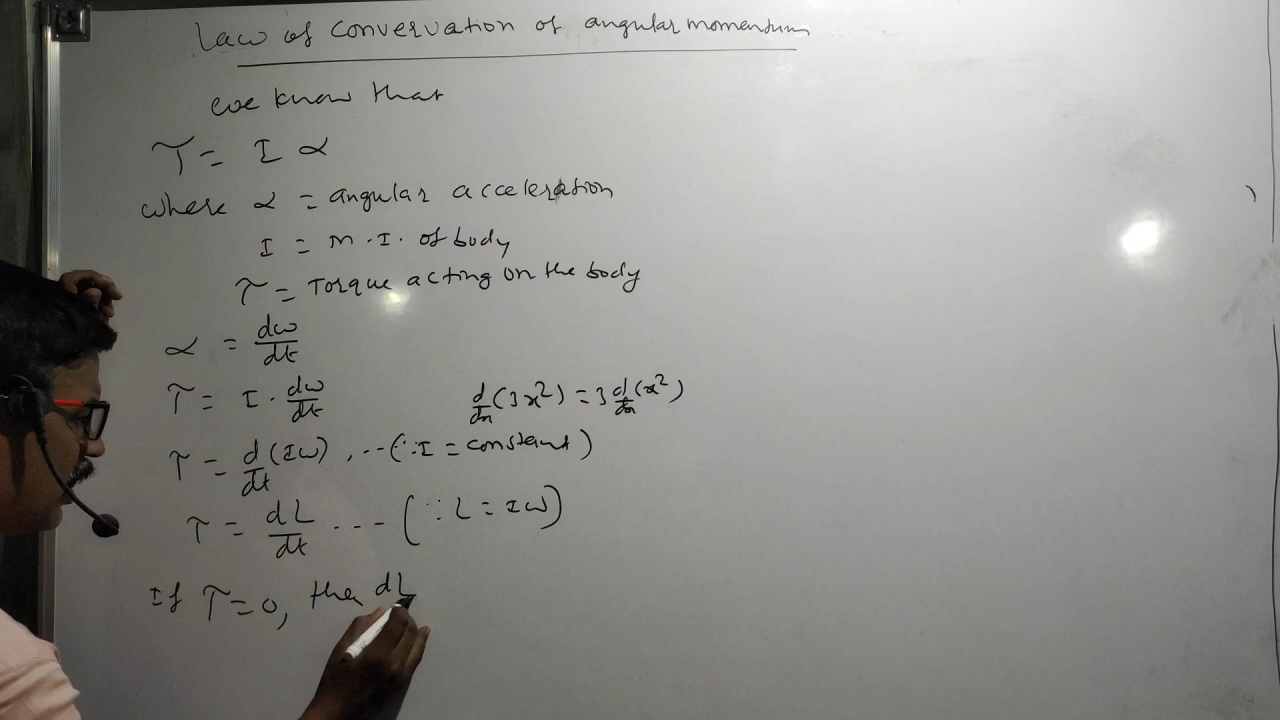 Law of convervation of angular momentum
we know that
τ = I α
where α = angular acceleration
I = M.I. of body
τ = Torque acting on the body
α = dω/dt
τ = I · dω/dt
d/dx (3x²) = 3 d/dx (x²)
τ = d/dt (Iω), ...(∵ I = constant)
τ = dL/dt ---- (∵ L = Iω)
If τ = 0, then dL